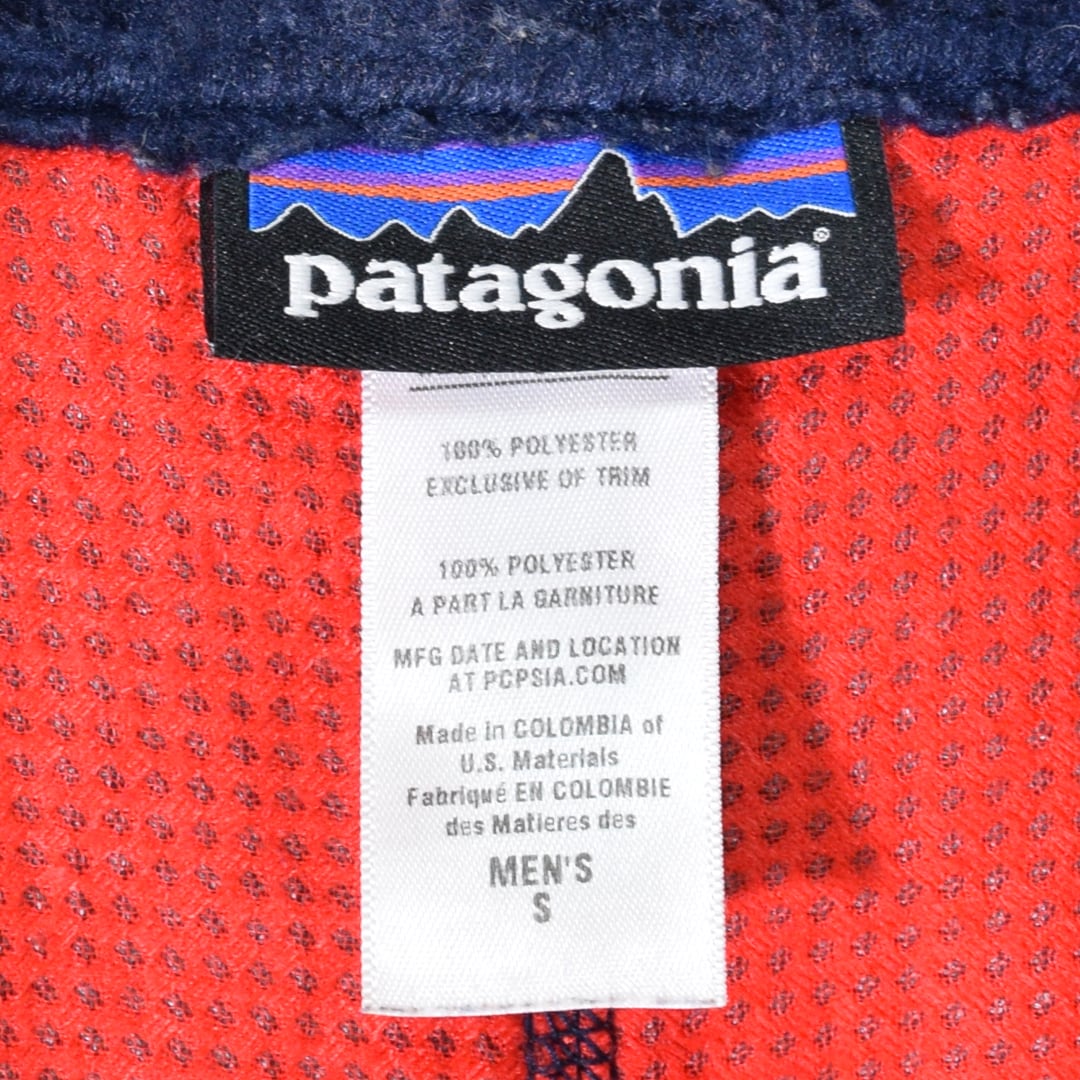 patagonia®
100% POLYESTER
EXCLUSIVE OF TRIM
100% POLYESTER
A PART LA GARNITURE
MFG DATE AND LOCATION
AT PCPSIA.COM
Made in COLOMBIA of
U.S. Materials
Fabriqué EN COLOMBIE
des Matieres des
MEN'S
S